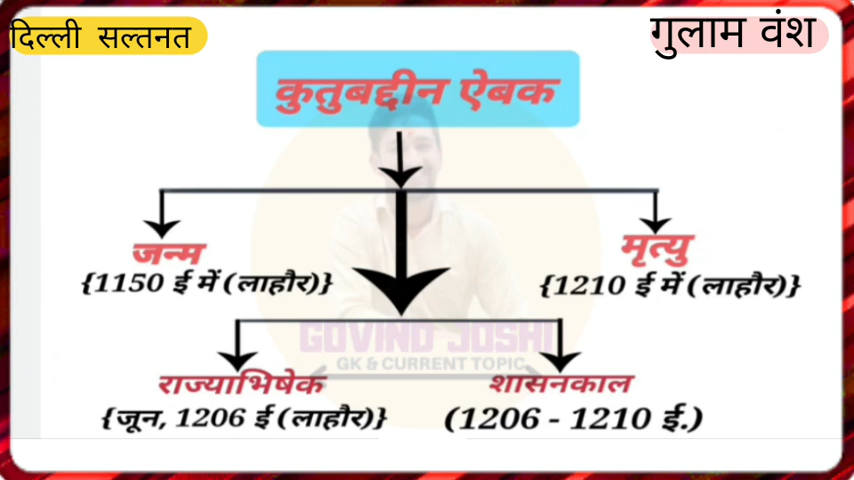 दिल्ली सल्तनत
गुलाम वंश
कुतुबद्दीन ऐबक
जन्म
{1150 ई में (लाहौर)}
मृत्यु
{1210 ई में (लाहौर)}
GOVIND JOSHI
GK & CURRENT TOPIC
राज्याभिषेक
{जून, 1206 ई (लाहौर)}
शासनकाल
(1206 - 1210 ई.)